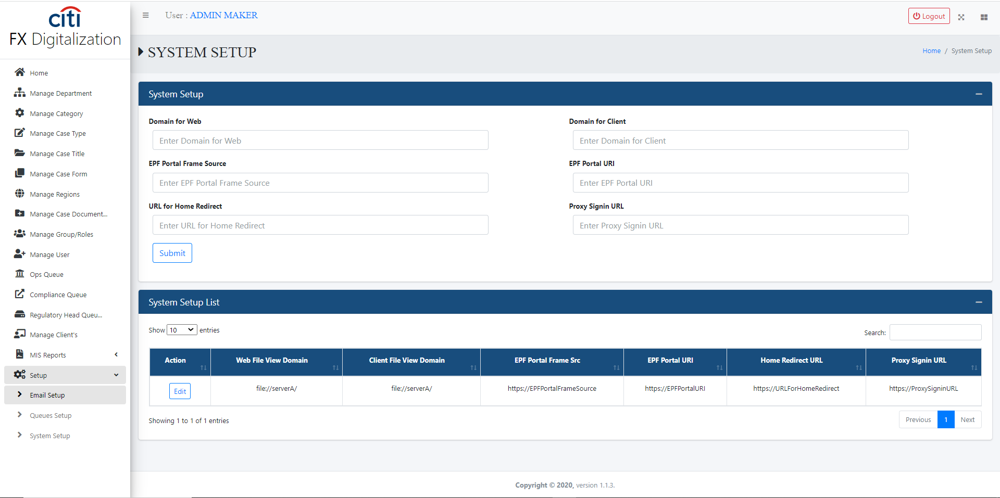 citi
FX Digitalization
User : ADMIN MAKER
Logout
SYSTEM SETUP
Home / System Setup
Home
Manage Department
Manage Category
Manage Case Type
Manage Case Title
Manage Case Form
Manage Regions
Manage Case Document...
Manage Group/Roles
Manage User
Ops Queue
Compliance Queue
Regulatory Head Queu...
Manage Client's
MIS Reports
Setup
Email Setup
Queues Setup
System Setup
System Setup
Domain for Web
Domain for Client
Enter Domain for Web
Enter Domain for Client
EPF Portal Frame Source
EPF Portal URI
Enter EPF Portal Frame Source
Enter EPF Portal URI
URL for Home Redirect
Proxy Signin URL
Enter URL for Home Redirect
Enter Proxy Signin URL
Submit
System Setup List
Show 10 entries
Search:
Action Web File View Domain Client File View Domain EPF Portal Frame Src EPF Portal URI Home Redirect URL Proxy Signin URL
Edit file://serverA/ file://serverA/ https://EPFPortalFrameSource https://EPFPortalURI https://URLForHomeRedirect https://ProxySigninURL
Showing 1 to 1 of 1 entries
Previous 1 Next
Copyright © 2020, version 1.1.3.